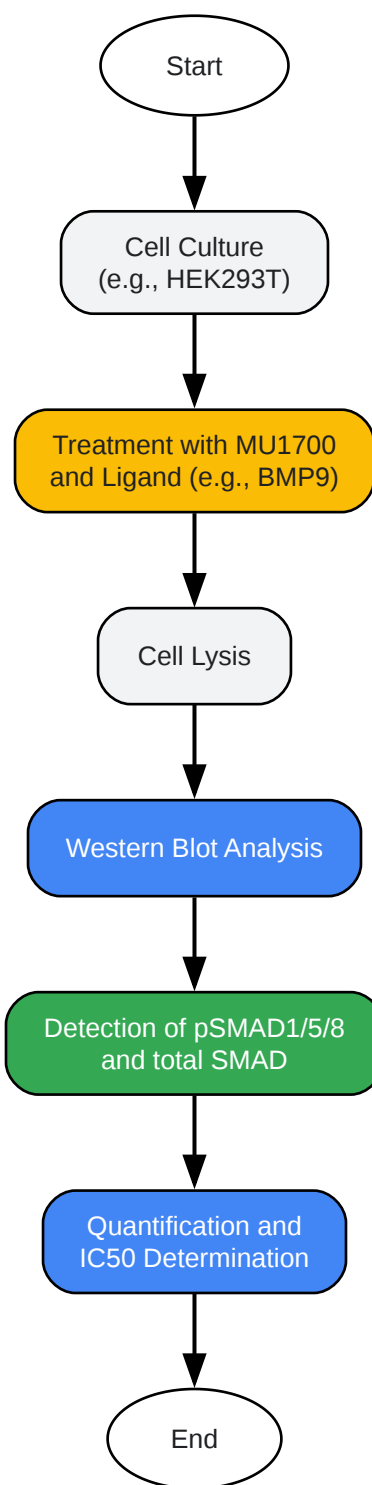 Start
Cell Culture
(e.g., HEK293T)
Treatment with MU1700
and Ligand (e.g., BMP9)
Cell Lysis
Western Blot Analysis
Detection of pSMAD1/5/8
and total SMAD
Quantification and
IC50 Determination
End